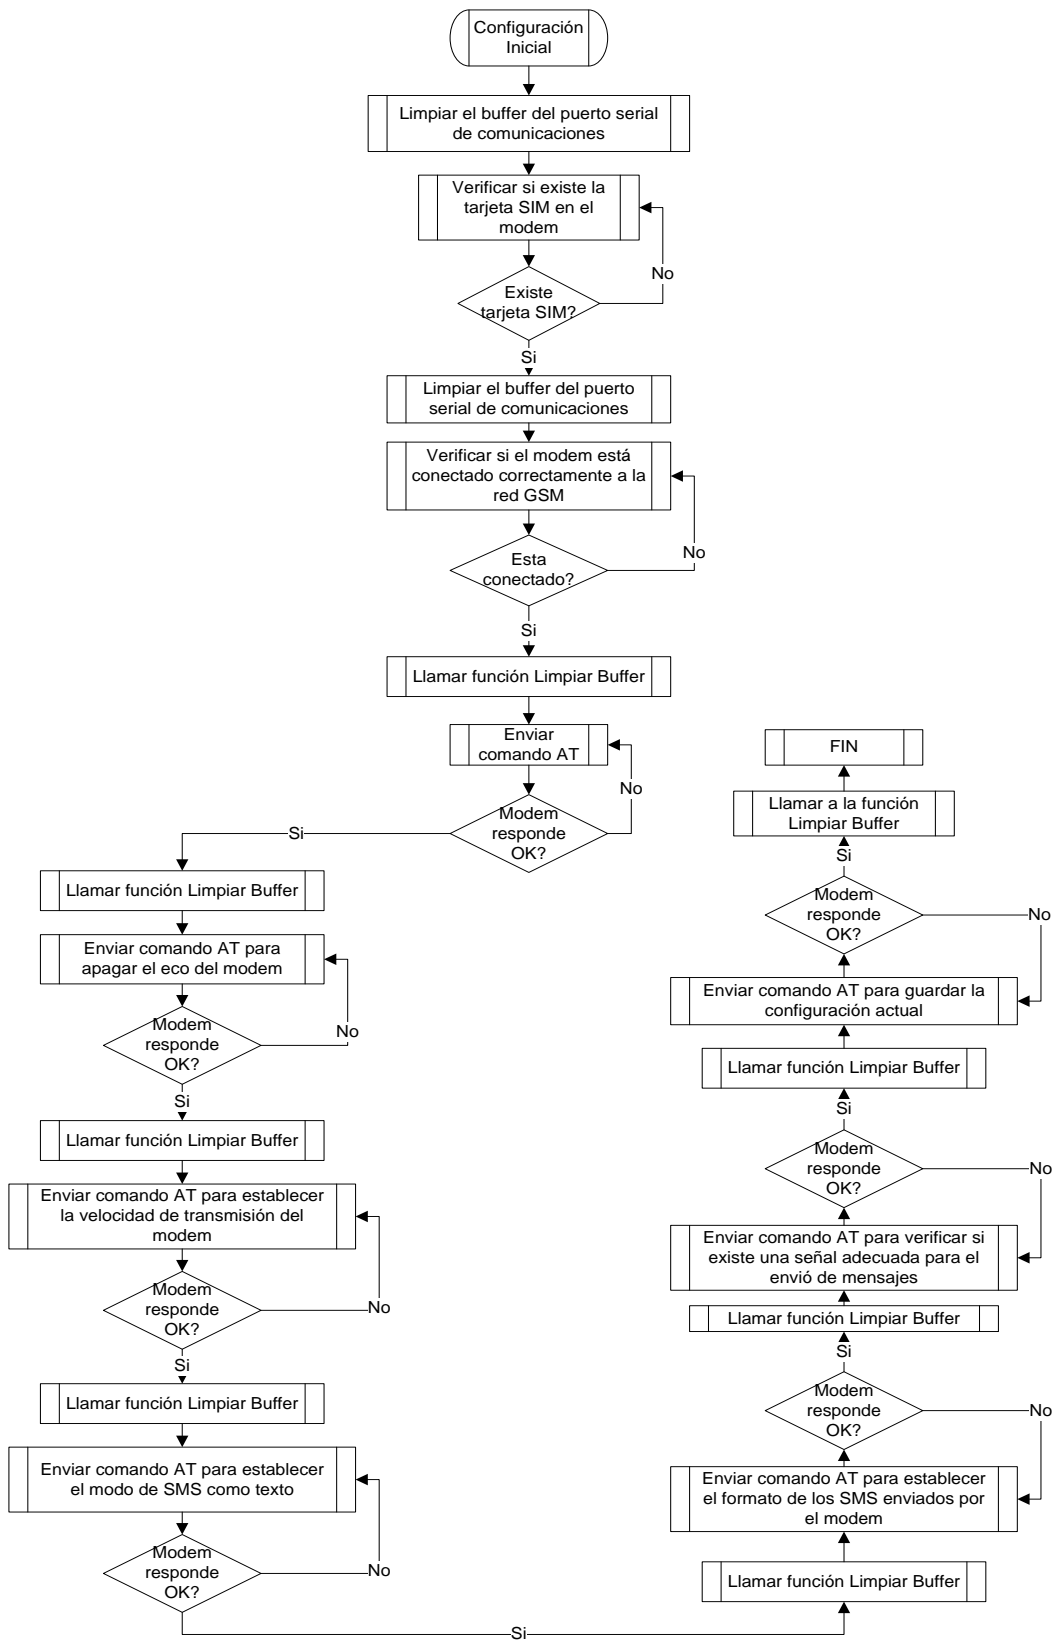 Configuración
Inicial
Limpiar el buffer del puerto serial
de comunicaciones
Verificar si existe la
tarjeta SIM en el
modem
No
Existe
tarjeta SIM?
Si
Limpiar el buffer del puerto
serial de comunicaciones
Verificar si el modem está
conectado correctamente a la
red GSM
No
Esta
conectado?
Si
Llamar función Limpiar Buffer
Enviar
comando AT
No
Modem
responde
OK?
Si
Llamar función Limpiar Buffer
Enviar comando AT para
apagar el eco del modem
No
Modem
responde
OK?
Si
Llamar función Limpiar Buffer
Enviar comando AT para establecer
la velocidad de transmisión del
modem
Modem
responde
OK?
No
Si
Llamar función Limpiar Buffer
Enviar comando AT para establecer
el modo de SMS como texto
Modem
responde
OK?
No
Si
Llamar función Limpiar Buffer
Enviar comando AT para establecer
el formato de los SMS enviados por
el modem
Modem
responde
OK?
No
Si
Llamar función Limpiar Buffer
Enviar comando AT para verificar si
existe una señal adecuada para el
envió de mensajes
Modem
responde
OK?
No
Si
Llamar función Limpiar Buffer
Enviar comando AT para guardar la
configuración actual
Modem
responde
OK?
No
Si
Llamar a la función
Limpiar Buffer
FIN